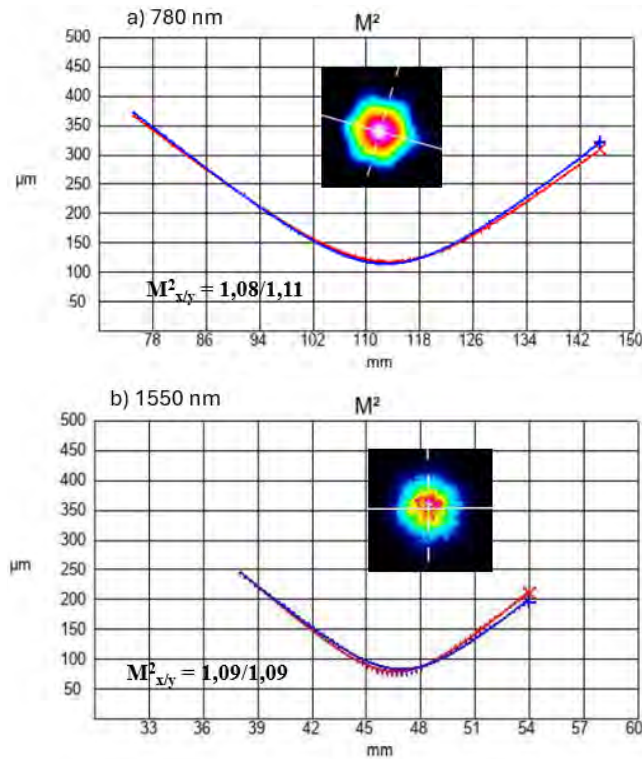 a) 780 nm
M²
500
450
400
350
300
250
200
150
100
50
µm
M²x/y = 1,08/1,11
78 86 94 102 110 118 126 134 142 150
mm
b) 1550 nm
M²
500
450
400
350
300
250
200
150
100
50
µm
M²x/y = 1,09/1,09
33 36 39 42 45 48 51 54 57 60
mm